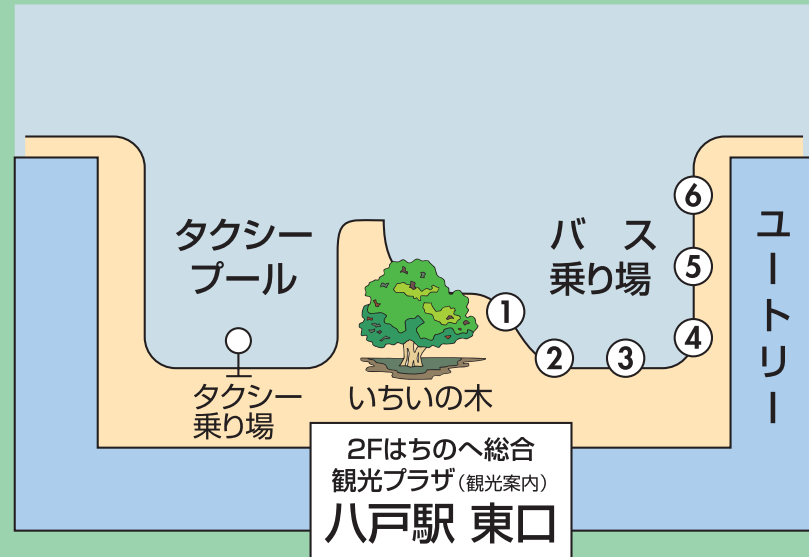 タクシー
プール
バス
乗り場
ユートリー
6
5
4
3
2
1
タクシー
乗り場
いちいの木
2Fはちのへ総合
観光プラザ(観光案内)
八戸駅 東口